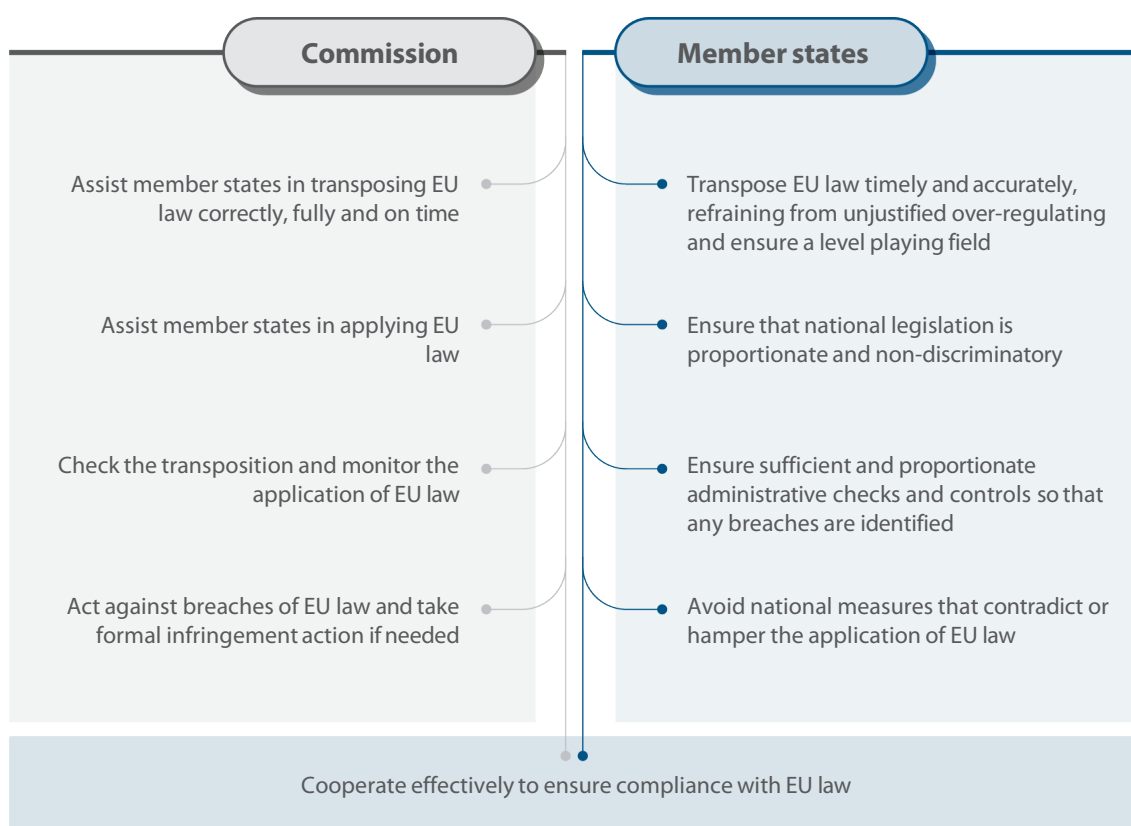 Commission
Assist member states in transposing EU
law correctly, fully and on time
Assist member states in applying EU
law
Check the transposition and monitor the
application of EU law
Act against breaches of EU law and take
formal infringement action if needed
Member states
Transpose EU law timely and accurately,
refraining from unjustified over-regulating
and ensure a level playing field
Ensure that national legislation is
proportionate and non-discriminatory
Ensure sufficient and proportionate
administrative checks and controls so that
any breaches are identified
Avoid national measures that contradict or
hamper the application of EU law
Cooperate effectively to ensure compliance with EU law